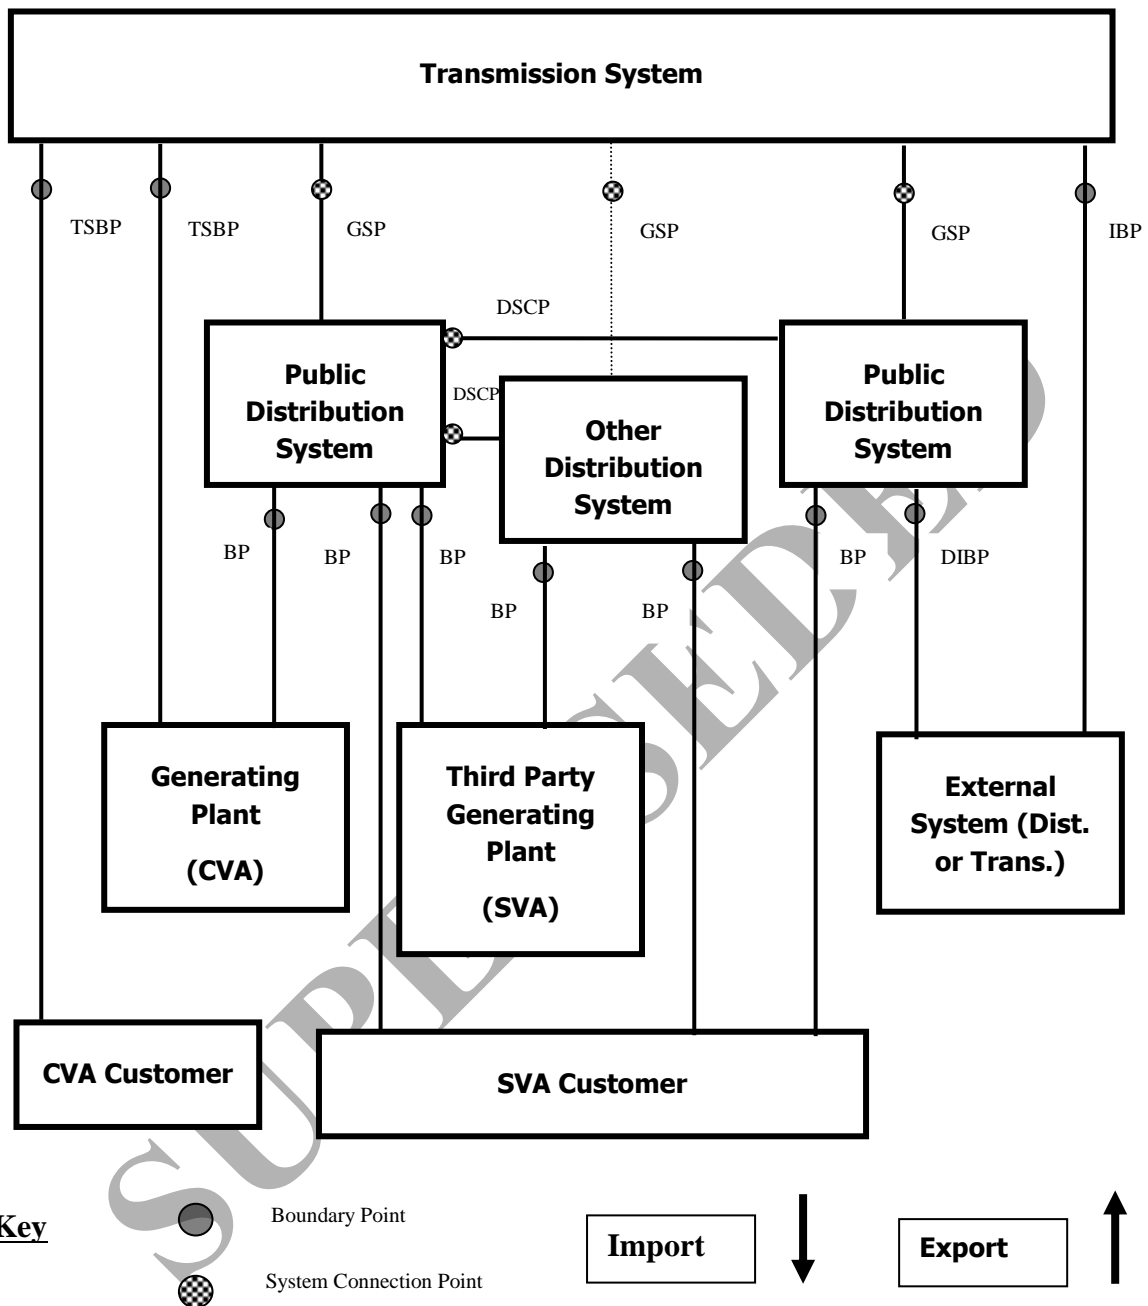 Transmission System
TSBP
TSBP
GSP
GSP
GSP
IBP
DSCP
Public
Distribution
System
DSCP
Other
Distribution
System
Public
Distribution
System
BP
BP
BP
BP
BP
BP
DIBP
Generating
Plant
(CVA)
Third Party
Generating
Plant
(SVA)
External
System (Dist.
or Trans.)
CVA Customer
SVA Customer
Key
Boundary Point
System Connection Point
Import
Export
SUPERSEDED